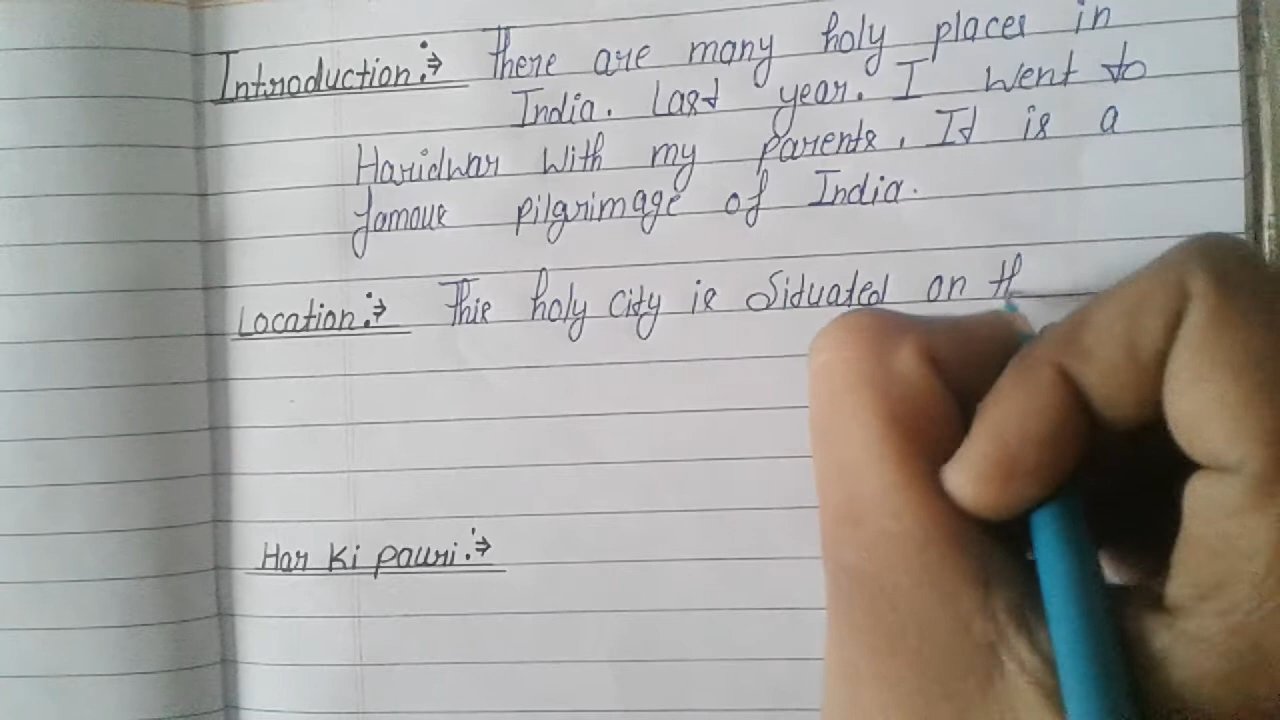 Introduction :→ There are many holy places in
India. Last year. I went to
Haridwar with my parents. It is a
famous pilgrimage of India.
Location :→ This holy city is situated on th
Har Ki pauri :→